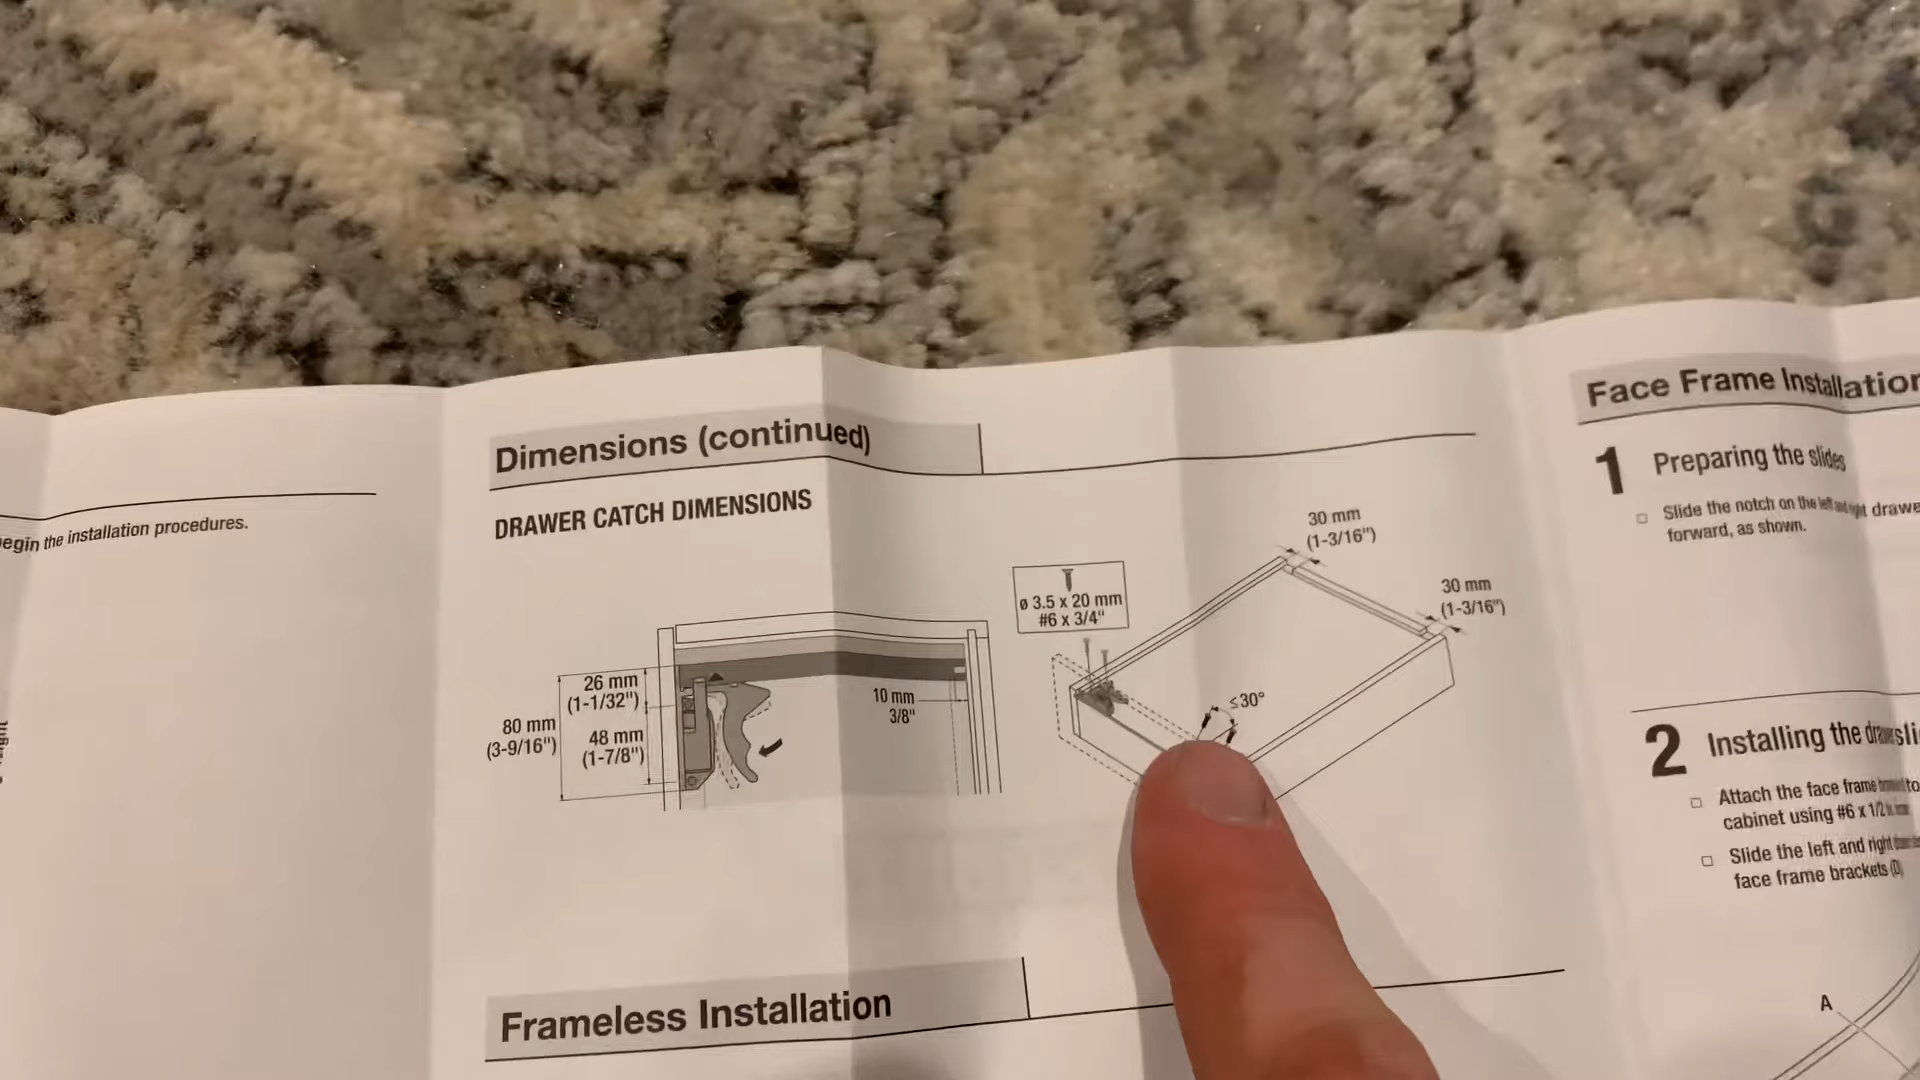 egin the installation procedures.
Dimensions (continued)
DRAWER CATCH DIMENSIONS
26 mm
(1-1/32")
80 mm
(3-9/16")
48 mm
(1-7/8")
10 mm
3/8"
ø 3.5 x 20 mm
#6 x 3/4"
30 mm
(1-3/16")
30 mm
(1-3/16")
≤30°
Frameless Installation
Face Frame Installation
1 Preparing the slides
Slide the notch on the left and right drawe
forward, as shown.
2 Installing the drawer sli
Attach the face frame to
cabinet using #6 x 1/2
Slide the left and right
face frame brackets (D)
A